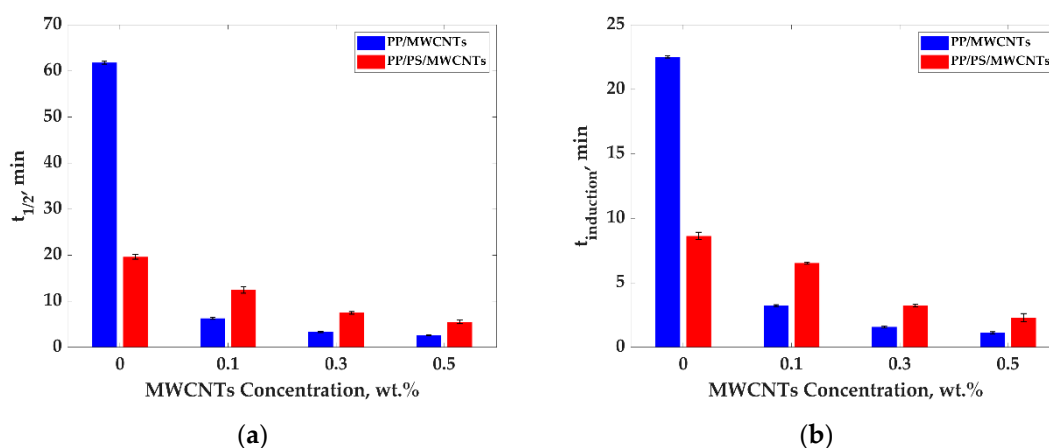 70
60
50
40
30
20
10
0
t1/2, min
PP/MWCNTs
PP/PS/MWCNTs
0 0.1 0.3 0.5
MWCNTs Concentration, wt.%
(a)
25
20
15
10
5
0
tinduction, min
PP/MWCNTs
PP/PS/MWCNTs
0 0.1 0.3 0.5
MWCNTs Concentration, wt.%
(b)